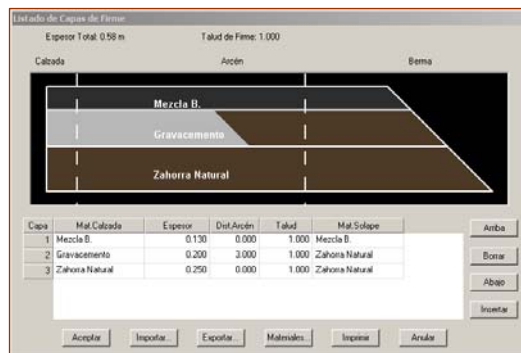 Listado de Capas de Firme
Espesor Total: 0.58 m Talud de Firme: 1.000
Calzada Arcén Berma
Mezcla B.
Gravacemento
Zahorra Natural
Capa Mat.Calzada Espesor Dist.Arcén Talud Mat.Solape
1 Mezcla B. 0.130 0.000 1.000 Mezcla B.
2 Gravacemento 0.200 3.000 1.000 Zahorra Natural
3 Zahorra Natural 0.250 0.000 1.000 Zahorra Natural
Arriba
Borrar
Abajo
Insertar
Aceptar Importar... Exportar... Materiales... Imprimir Anular